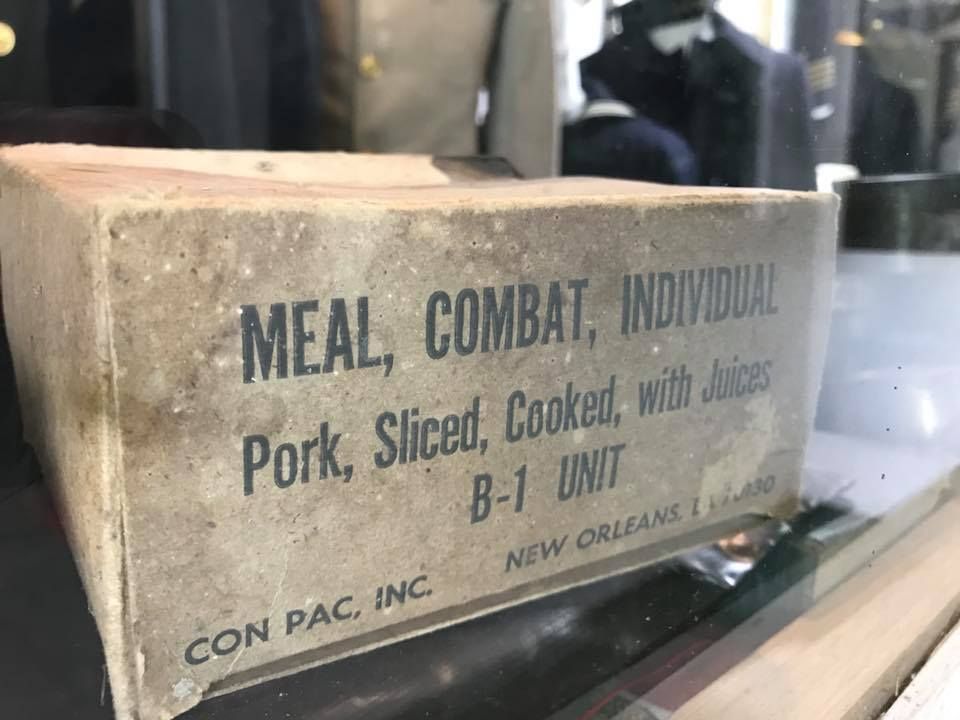 MEAL, COMBAT, INDIVIDUAL
Pork, Sliced, Cooked, with Juices
B-1 UNIT
CON PAC, INC. NEW ORLEANS,